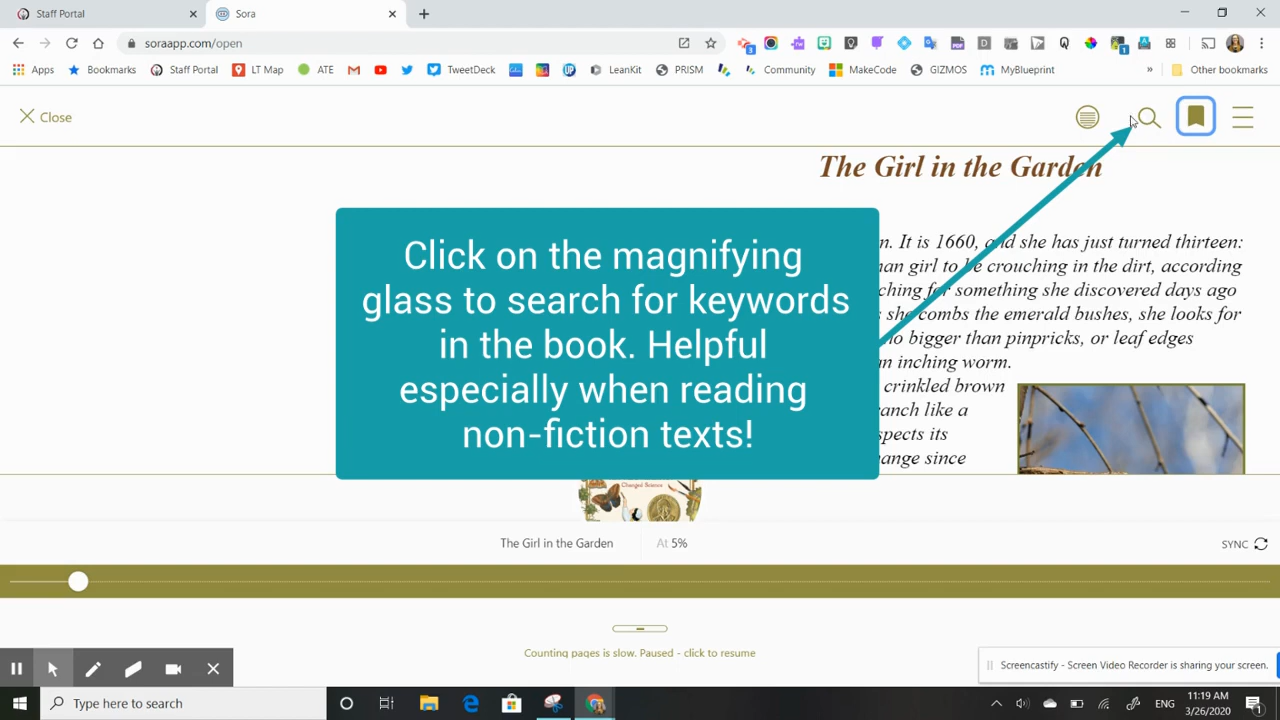 Staff Portal
Sora
soraapp.com/open
Apps
Bookmarks
Staff Portal
LT Map
ATE
TweetDeck
LeanKit
PRISM
Community
MakeCode
GIZMOS
MyBlueprint
»
Other bookmarks
Close
The Girl in the Garden
n. It is 1660, and she has just turned thirteen:
nan girl to be crouching in the dirt, according
ching for something she discovered days ago
s she combs the emerald bushes, she looks for
no bigger than pinpricks, or leaf edges
n inching worm.
crinkled brown
ranch like a
spects its
ange since
Click on the magnifying
glass to search for keywords
in the book. Helpful
especially when reading
non-fiction texts!
Changed Science
The Girl in the Garden
At 5%
SYNC
Counting pages is slow. Paused - click to resume
Screencastify - Screen Video Recorder is sharing your screen.
Type here to search
ENG
11:19 AM
3/26/2020